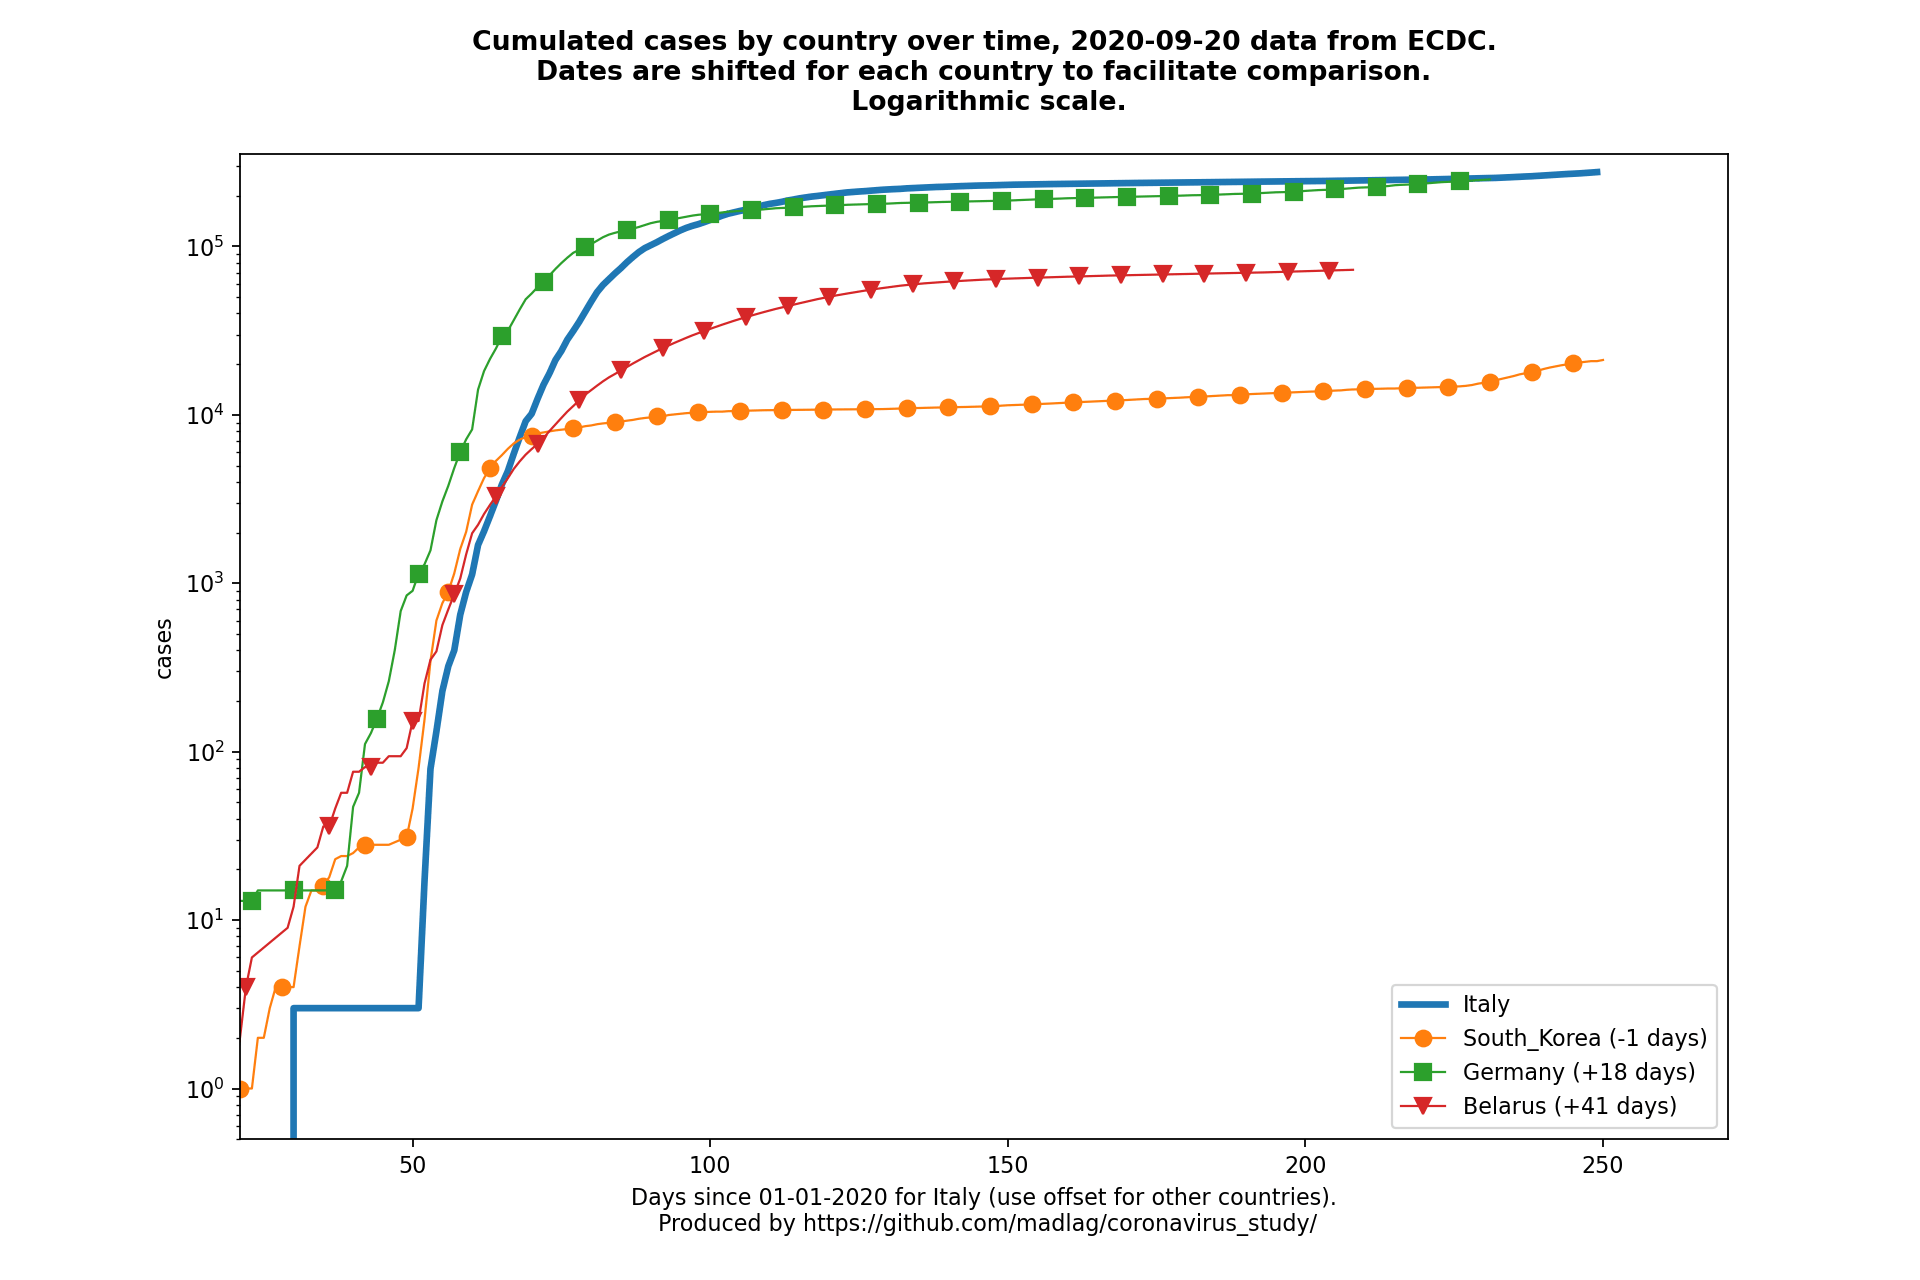 Cumulated cases by country over time, 2020-09-20 data from ECDC.
Dates are shifted for each country to facilitate comparison.
Logarithmic scale.
10^5
10^4
10^3
10^2
10^1
10^0
cases
Italy
South_Korea (-1 days)
Germany (+18 days)
Belarus (+41 days)
50 100 150 200 250
Days since 01-01-2020 for Italy (use offset for other countries).
Produced by https://github.com/madlag/coronavirus_study/